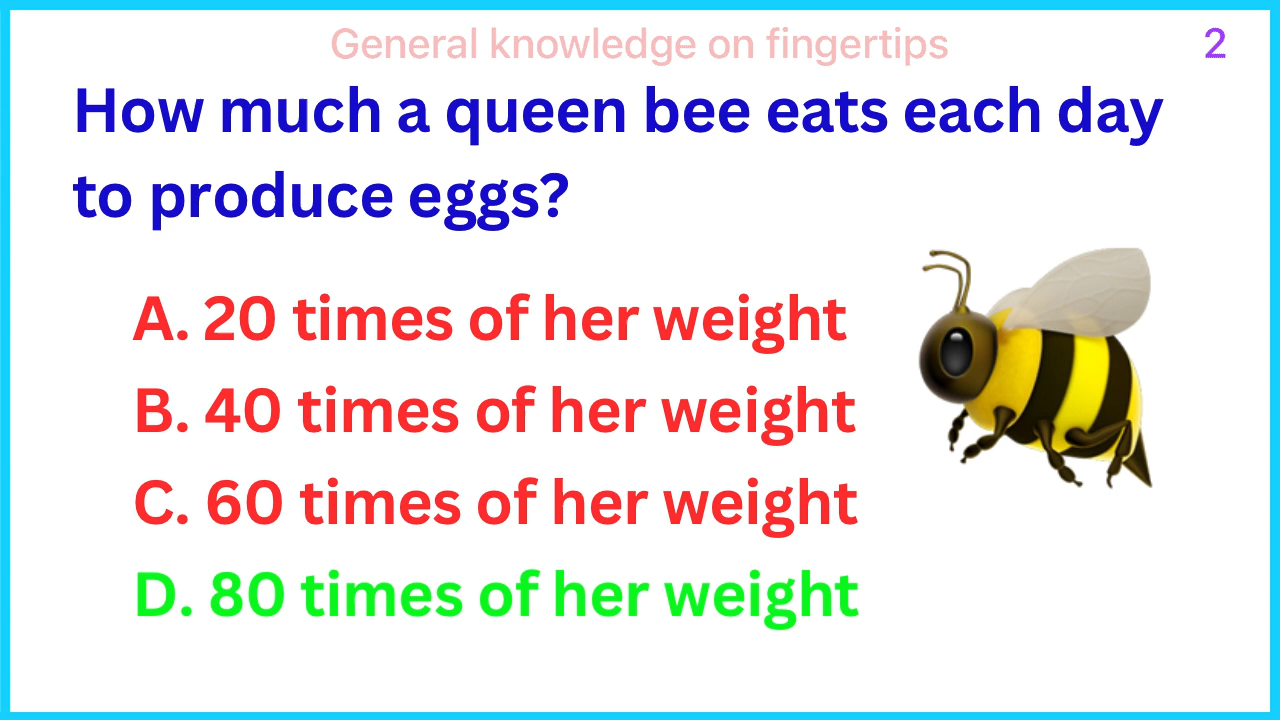 General knowledge on fingertips
2
How much a queen bee eats each day
to produce eggs?
A. 20 times of her weight
B. 40 times of her weight
C. 60 times of her weight
D. 80 times of her weight